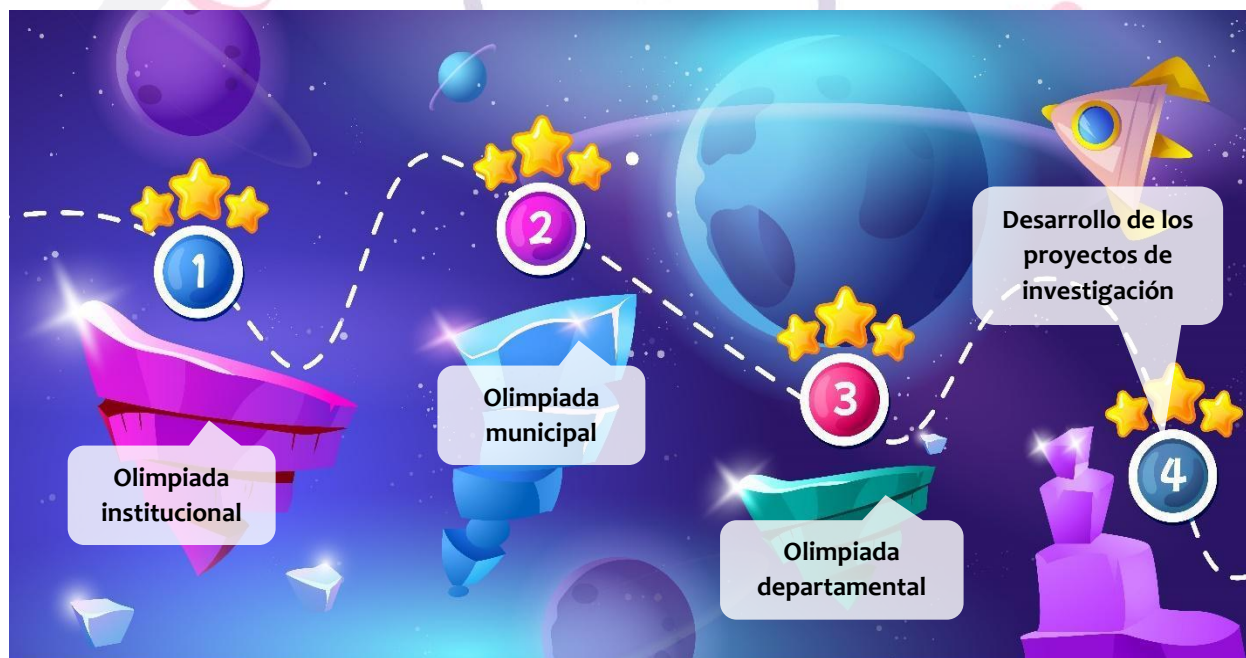 1
Olimpiada
institucional
2
Olimpiada
municipal
3
Olimpiada
departamental
Desarrollo de los
proyectos de
investigación
4